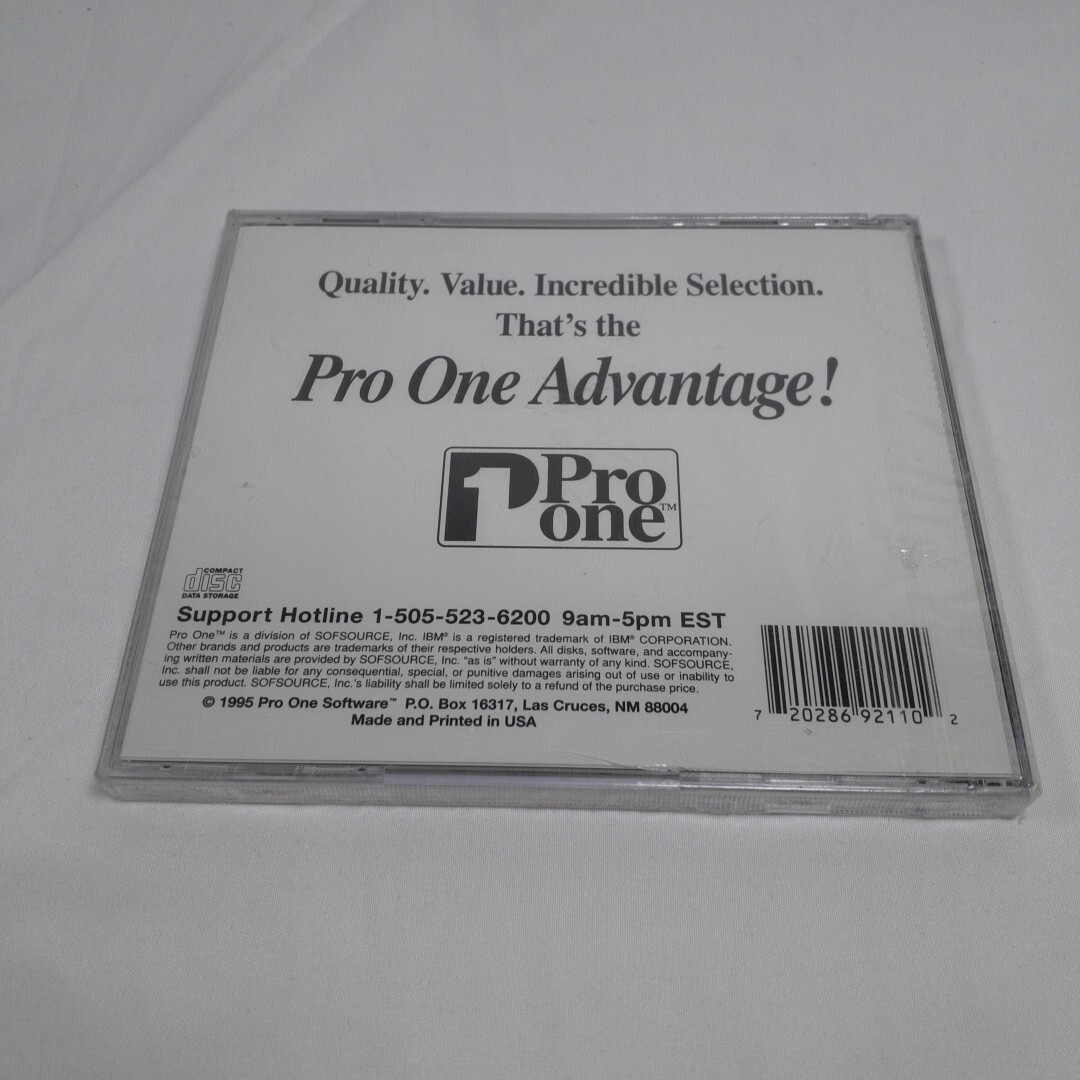 Quality. Value. Incredible Selection.
That's the
Pro One Advantage!
1 Pro
one™
COMPACT
disc
DATA STORAGE
Support Hotline 1-505-523-6200 9am-5pm EST
Pro One™ is a division of SOFSOURCE, Inc. IBM® is a registered trademark of IBM® CORPORATION.
Other brands and products are trademarks of their respective holders. All disks, software, and accompany-
ing written materials are provided by SOFSOURCE, Inc. “as is” without warranty of any kind. SOFSOURCE,
Inc. shall not be liable for any consequential, special, or punitive damages arising out of use or inability to
use this product. SOFSOURCE, Inc.'s liability shall be limited solely to a refund of the purchase price.
© 1995 Pro One Software™ P.O. Box 16317, Las Cruces, NM 88004
Made and Printed in USA
7 20286 92110 2